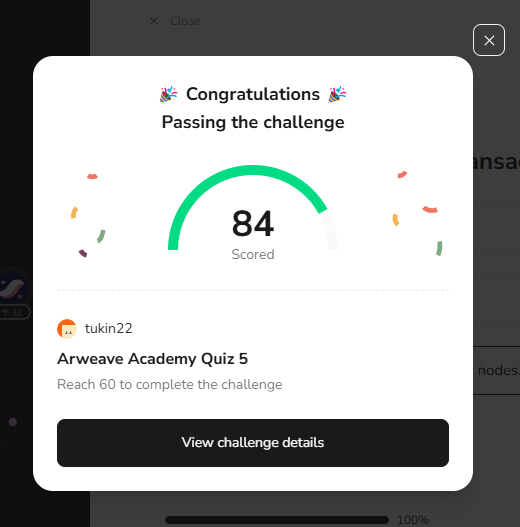 Close
Congratulations
Passing the challenge
84
Scored
tukin22
Arweave Academy Quiz 5
Reach 60 to complete the challenge
View challenge details
32
nodes.
100%